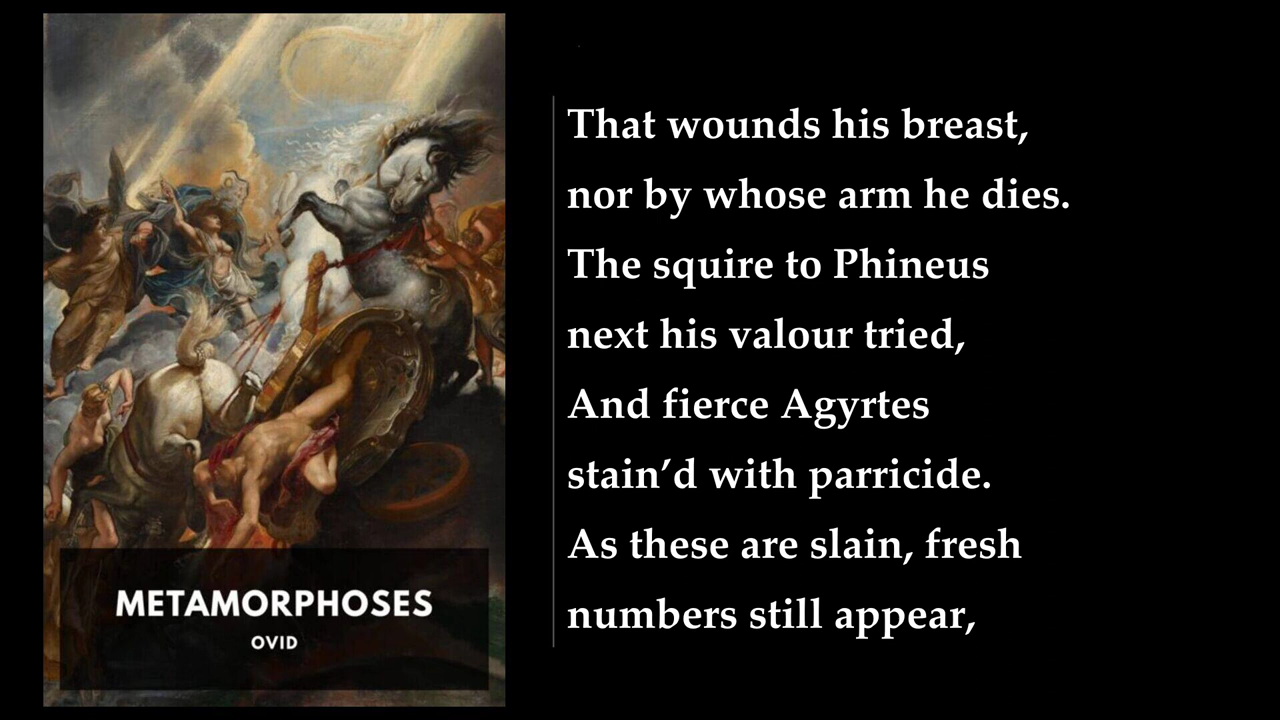 METAMORPHOSES
OVID
That wounds his breast,
nor by whose arm he dies.
The squire to Phineus
next his valour tried,
And fierce Agyrtes
stain’d with parricide.
As these are slain, fresh
numbers still appear,